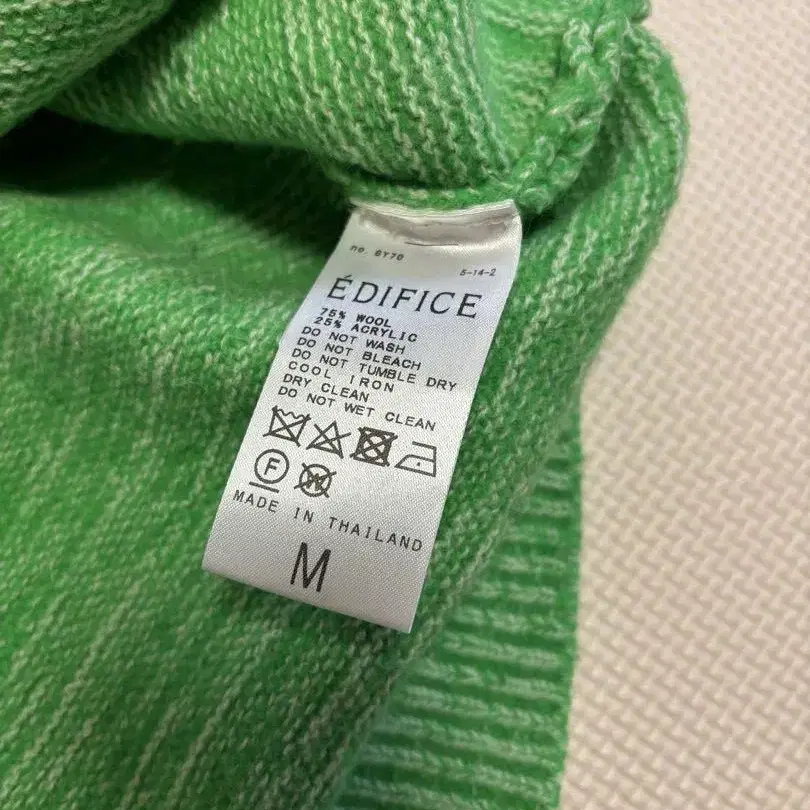 no. 6Y70
5-14-2
ÉDIFICE
75% WOOL
25% ACRYLIC
DO NOT WASH
DO NOT BLEACH
DO NOT TUMBLE DRY
COOL IRON
DRY CLEAN
DO NOT WET CLEAN
F W
MADE IN THAILAND
M